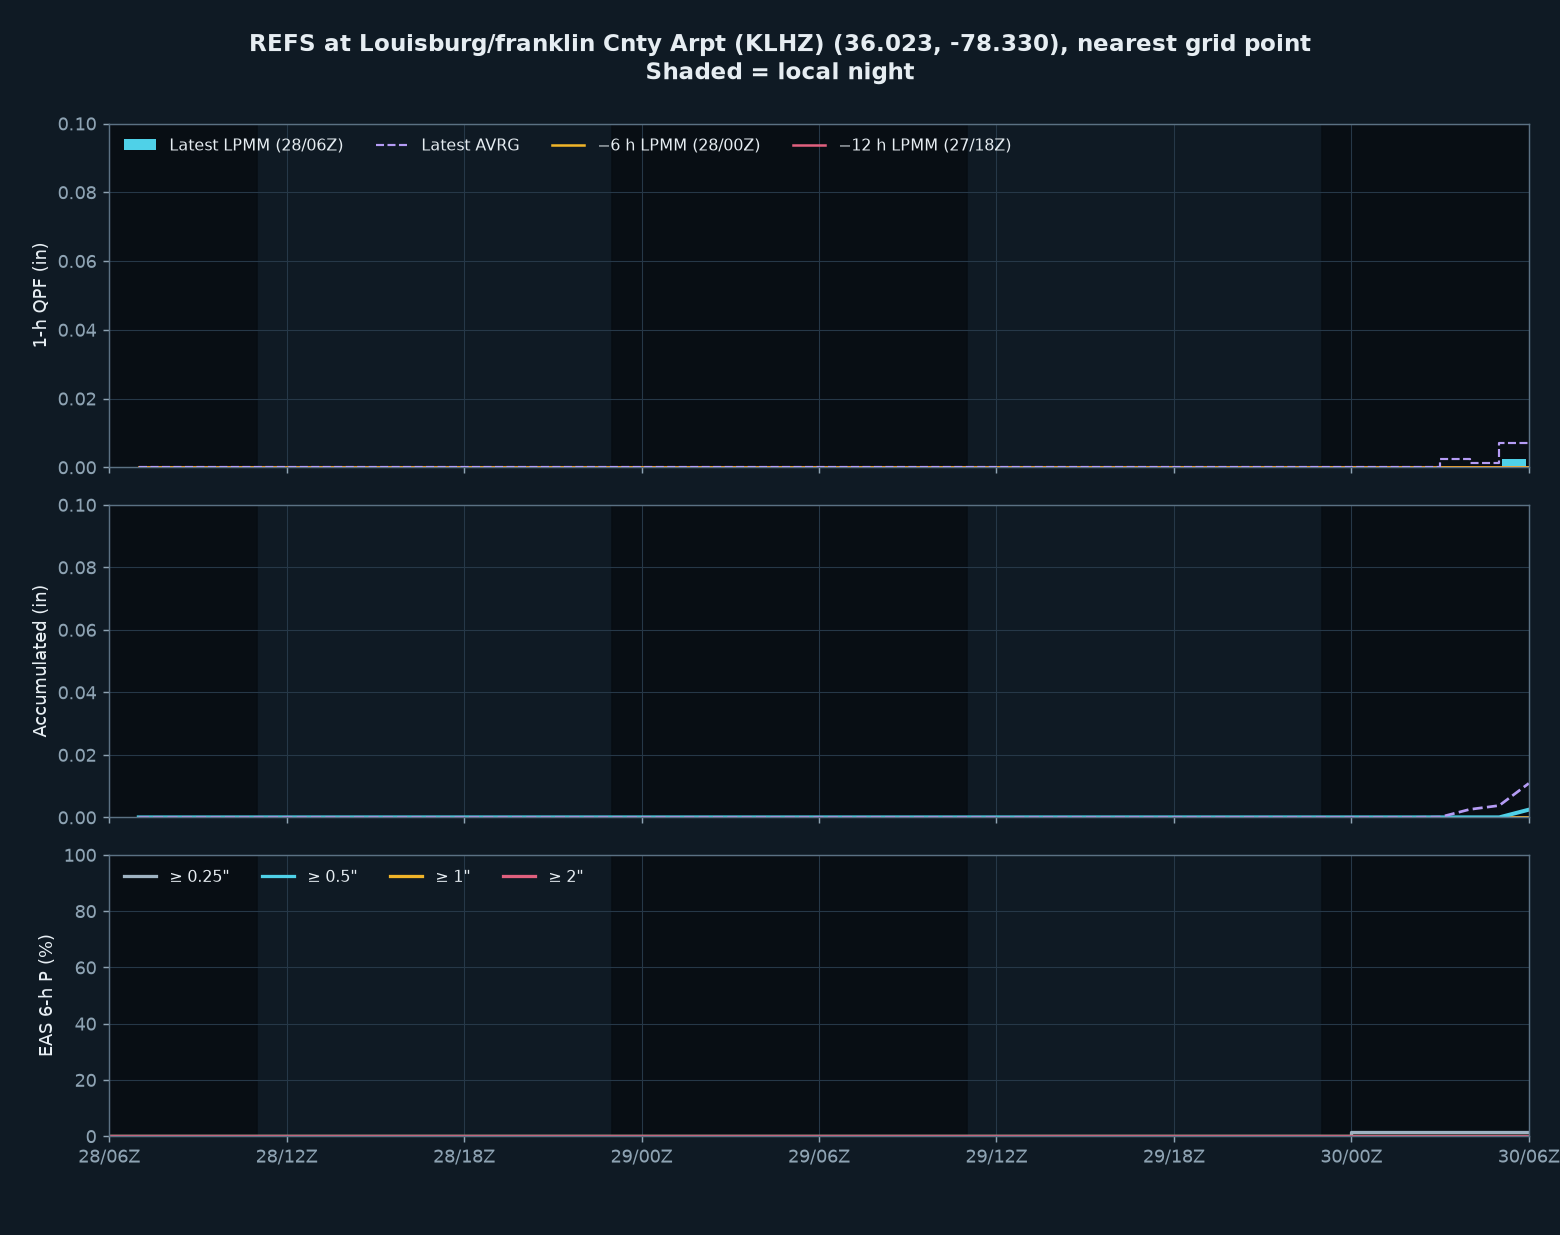 REFS at Louisburg/franklin Cnty Arpt (KLHZ) (36.023, -78.330), nearest grid point
Shaded = local night
Latest LPMM (28/06Z) Latest AVRG −6 h LPMM (28/00Z) −12 h LPMM (27/18Z)
1-h QPF (in)
0.10
0.08
0.06
0.04
0.02
0.00
Accumulated (in)
0.10
0.08
0.06
0.04
0.02
0.00
≥ 0.25" ≥ 0.5" ≥ 1" ≥ 2"
EAS 6-h P (%)
100
80
60
40
20
0
28/06Z 28/12Z 28/18Z 29/00Z 29/06Z 29/12Z 29/18Z 30/00Z 30/06Z